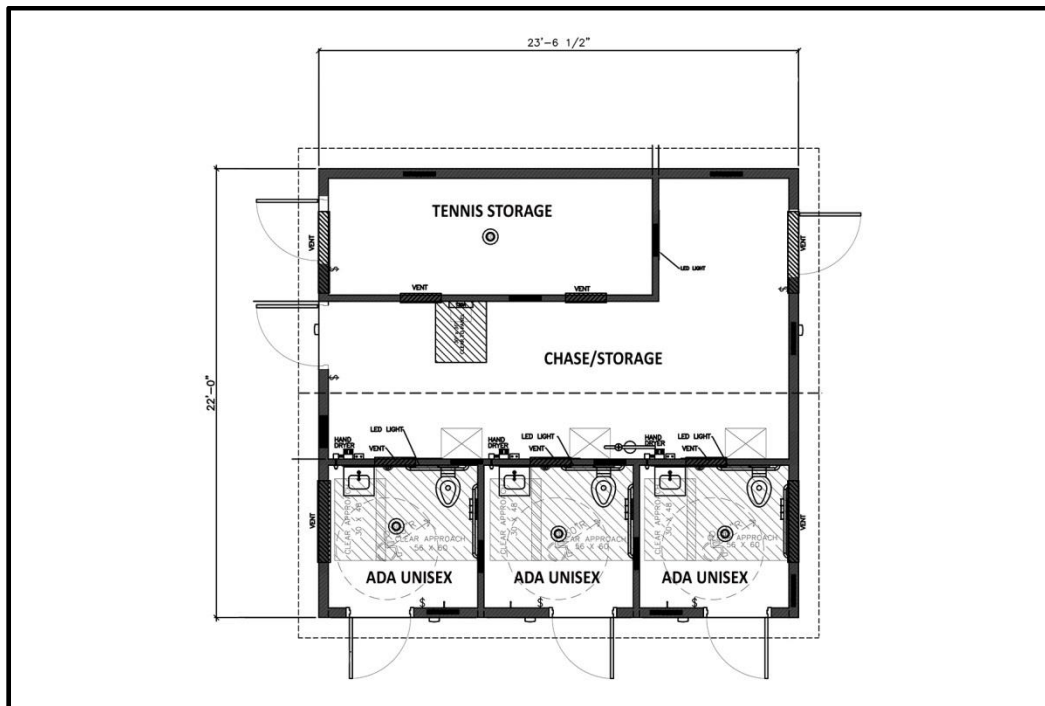 23'-6 1/2"
TENNIS STORAGE
VENT
VENT
LED LIGHT
$
$
VENT
VENT
CHASE/STORAGE
22'-0"
$
HAND
DRYER
LED LIGHT
VENT
HAND
DRYER
LED LIGHT
VENT
HAND
DRYER
LED LIGHT
VENT
VENT
CLEAR APPROACH
30 X 48
CLEAR APPROACH
56 X 60
CLEAR APPROACH
30 X 48
CLEAR APPROACH
56 X 60
CLEAR APPROACH
30 X 48
CLEAR APPROACH
56 X 60
VENT
ADA UNISEX
ADA UNISEX
ADA UNISEX
$
$
$